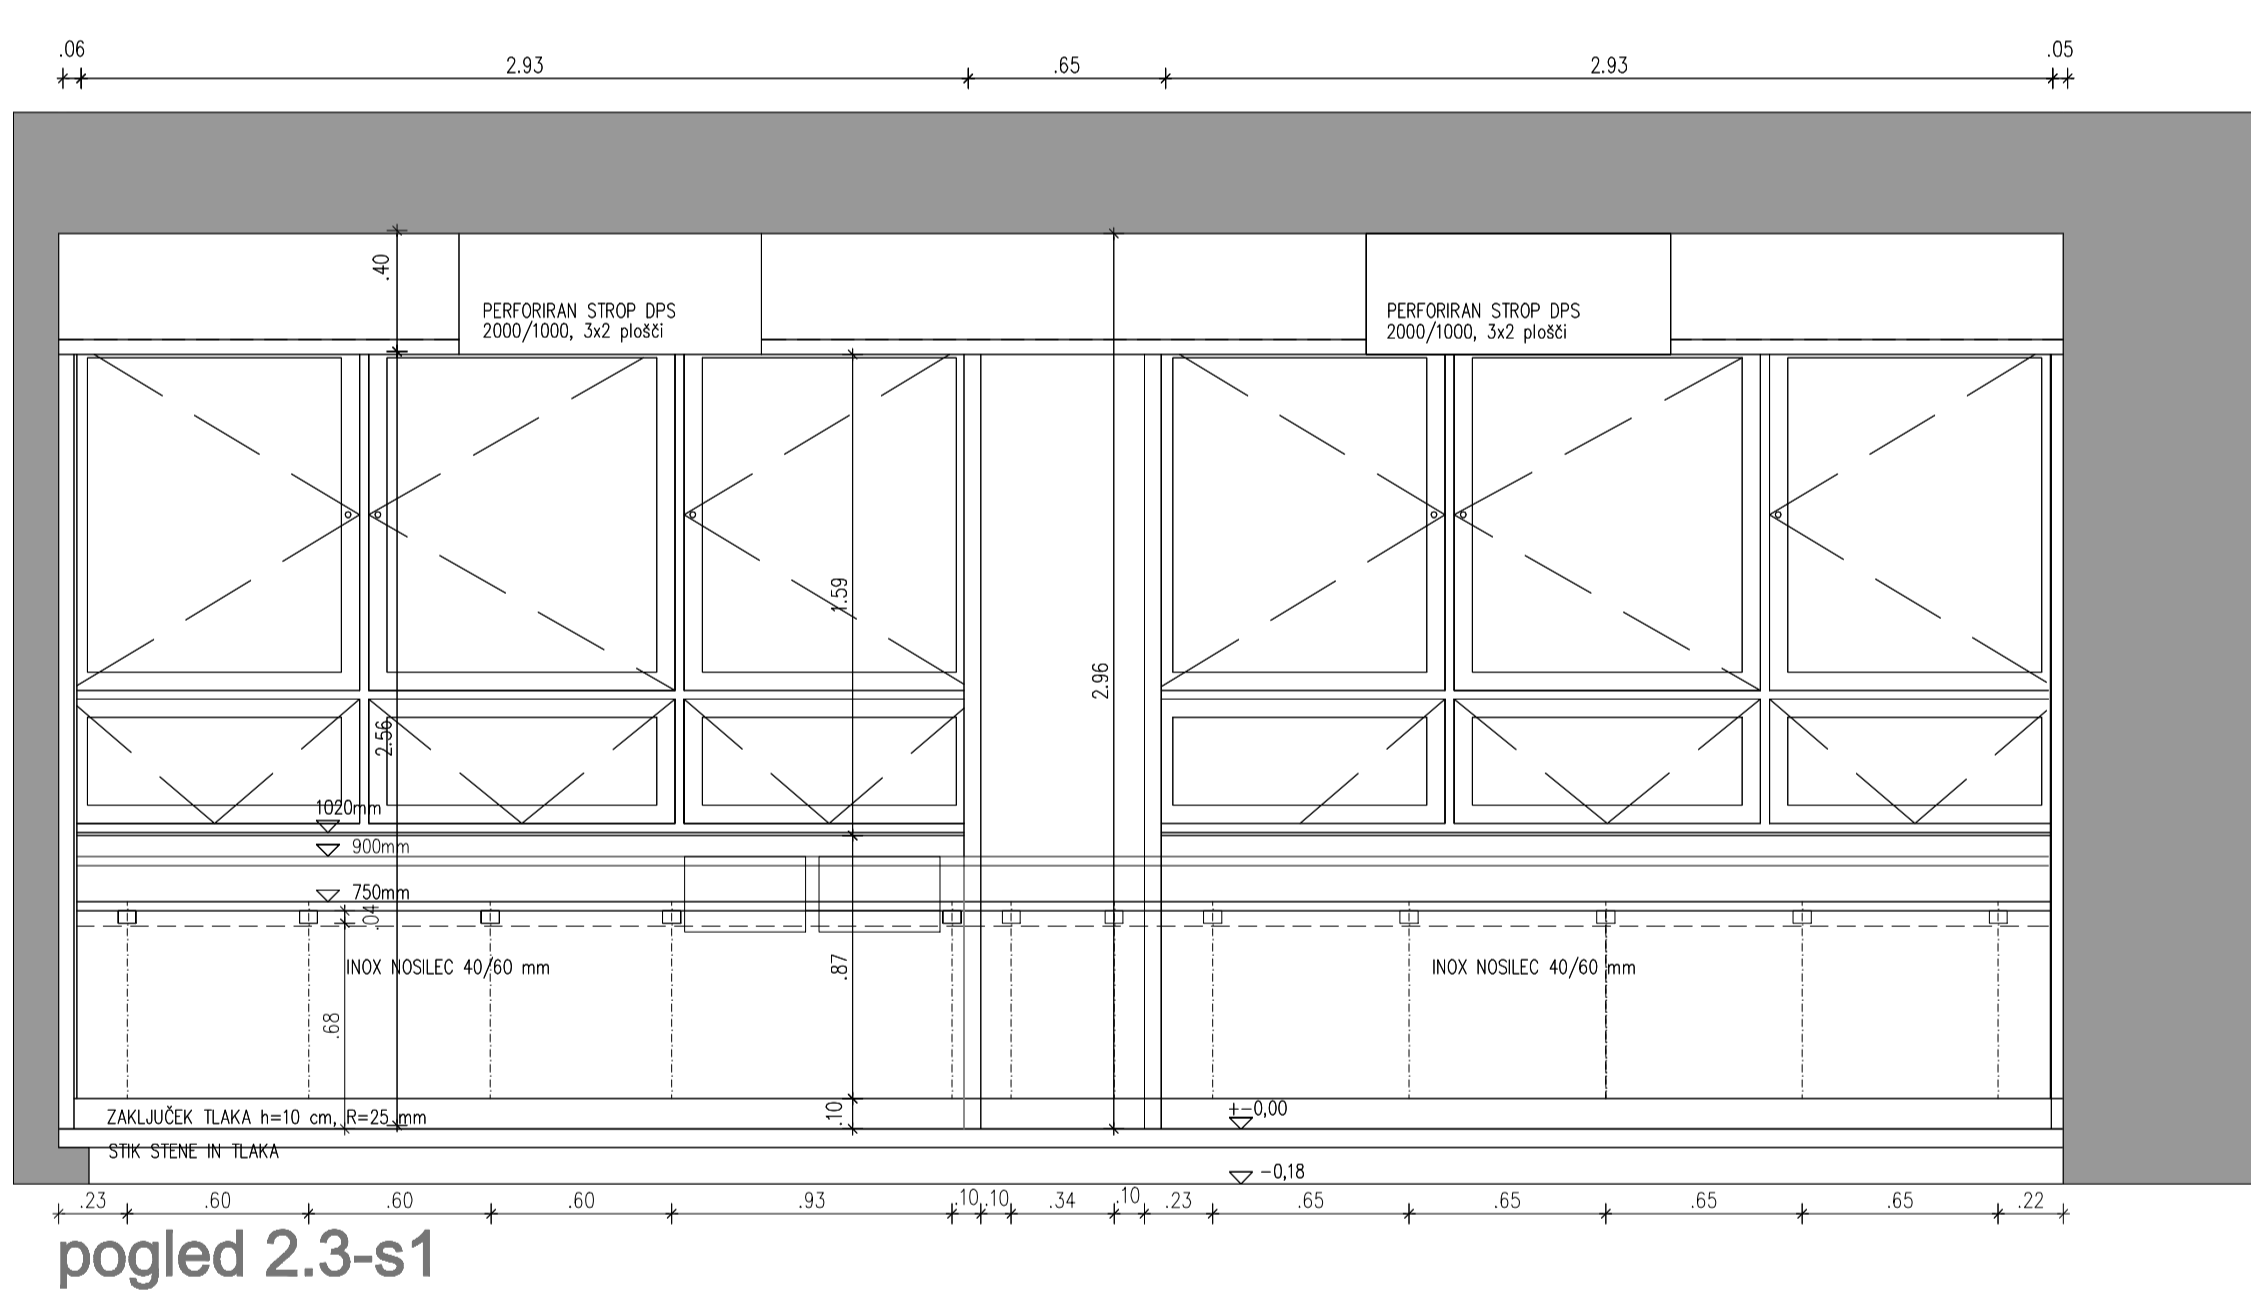 .06
2.93
.65
2.93
.05
.40
PERFORIRAN STROP DPS
2000/1000, 3x2 plošči
PERFORIRAN STROP DPS
2000/1000, 3x2 plošči
1.59
2.96
2.56
1020mm
900mm
750mm
.04
INOX NOSILEC 40/60 mm
.87
INOX NOSILEC 40/60 mm
.68
ZAKLJUČEK TLAKA h=10 cm, R=25 mm
.10
+-0,00
STIK STENE IN TLAKA
-0,18
.23
.60
.60
.60
.93
.10
.10
.34
.10
.23
.65
.65
.65
.65
.22
pogled 2.3-s1